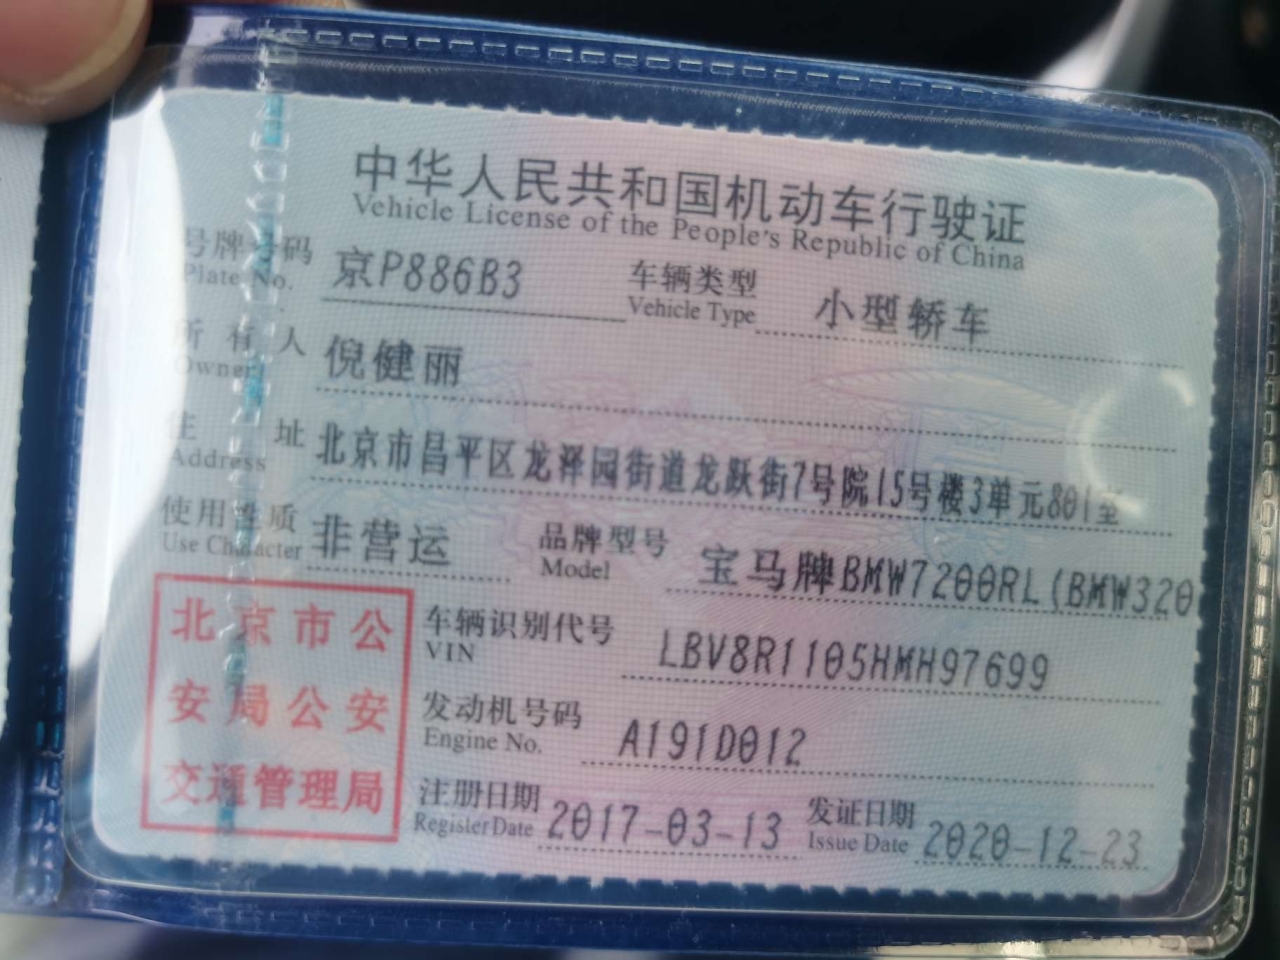 中华人民共和国机动车行驶证
Vehicle License of the People's Republic of China
号牌号码 京P886B3 车辆类型 小型轿车
Plate No. Vehicle Type
所有人 倪健丽
Owner
住址 北京市昌平区龙泽园街道龙跃街7号院15号楼3单元801室
Address
使用性质 非营运 品牌型号 宝马牌BMW7200RL(BMW320
Use Character Model
北京市公
安局公安
交通管理局
车辆识别代号 LBV8R1105HMH97699
VIN
发动机号码 A191D012
Engine No.
注册日期 2017-03-13 发证日期 2020-12-23
Register Date Issue Date